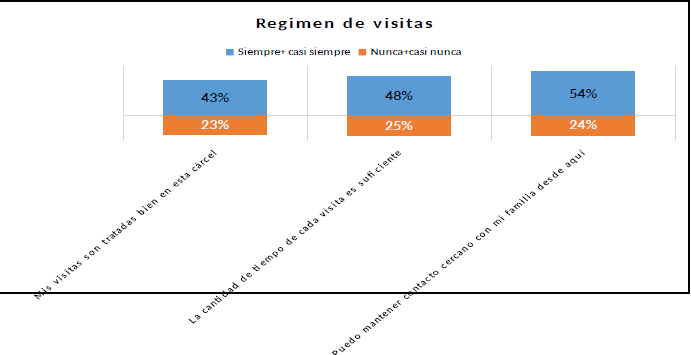 Regimen de visitas
Siempre+ casi siempre Nunca+casi nunca
43% 48% 54%
23% 25% 24%
Mis visitas son tratadas bien en esta cárcel
La cantidad de tiempo de cada visita es suficiente
Puedo mantener contacto cercano con mi famillia desde aquí